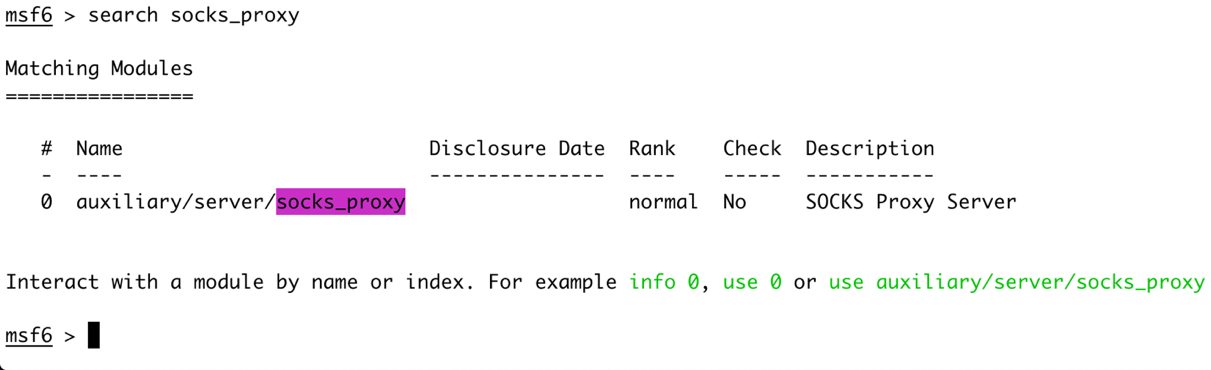 msf6 > search socks_proxy
Matching Modules
================
#  Name                          Disclosure Date  Rank    Check  Description
-  ----                          ---------------  ----    -----  -----------
0  auxiliary/server/socks_proxy                   normal  No     SOCKS Proxy Server
Interact with a module by name or index. For example info 0, use 0 or use auxiliary/server/socks_proxy
msf6 >